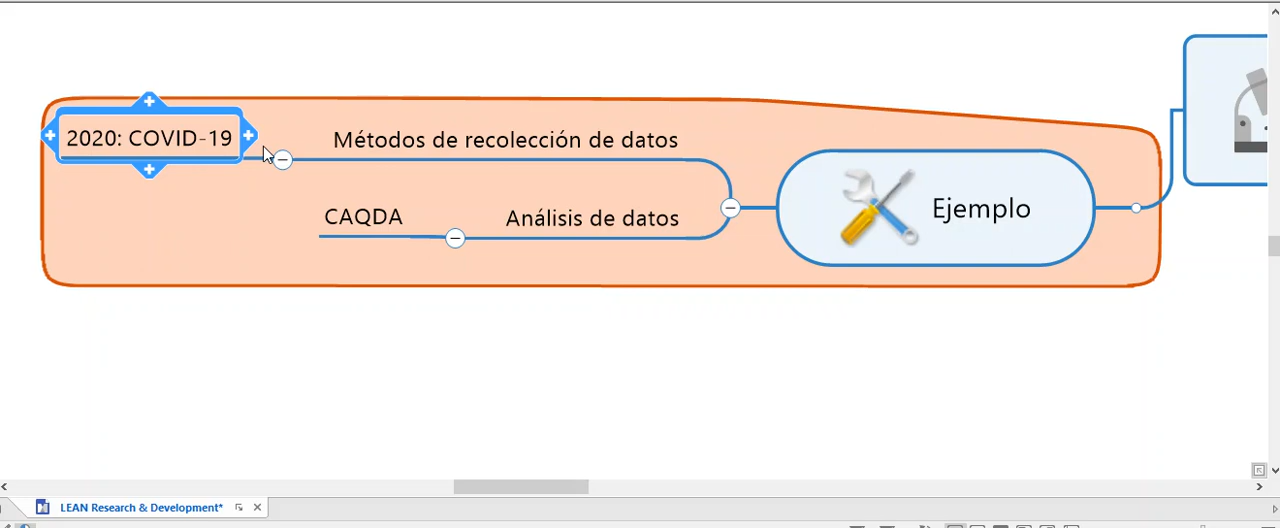 2020: COVID-19
Métodos de recolección de datos
CAQDA
Análisis de datos
Ejemplo
LEAN Research & Development*